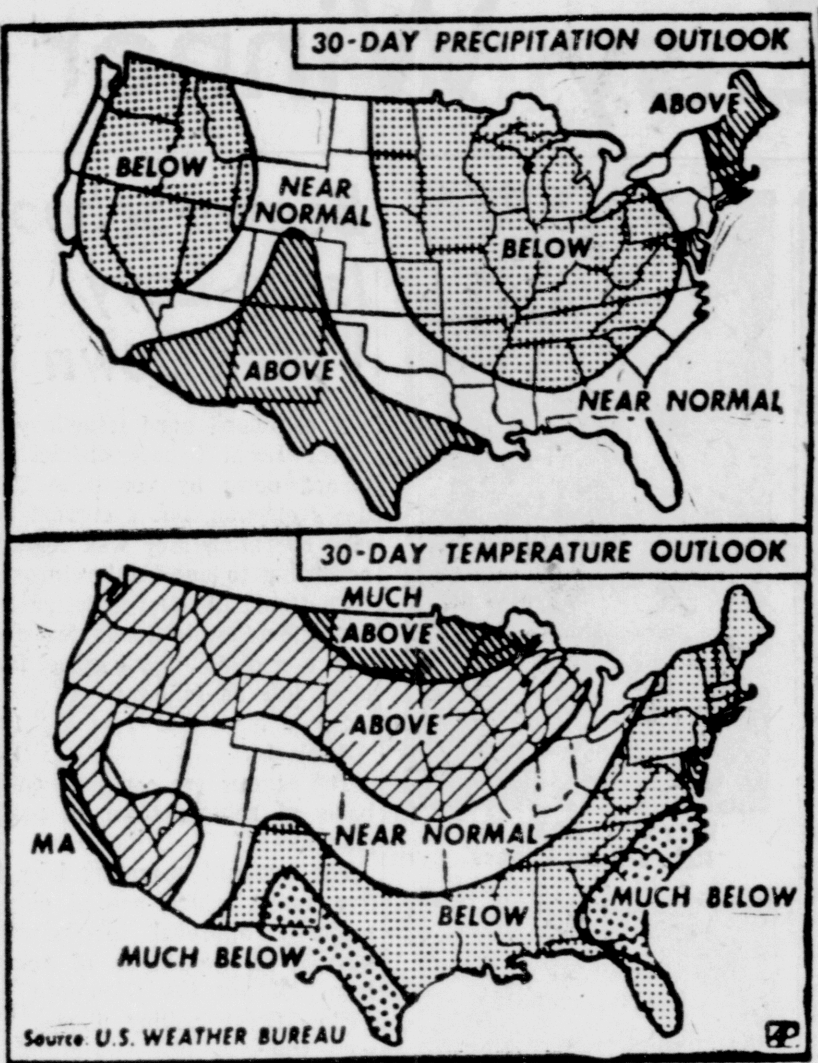 30-DAY PRECIPITATION OUTLOOK
ABOVE
BELOW
NEAR
NORMAL
BELOW
ABOVE
NEAR NORMAL
30-DAY TEMPERATURE OUTLOOK
MUCH
ABOVE
ABOVE
NEAR NORMAL
MA
BELOW
MUCH BELOW
MUCH BELOW
Source: U.S. WEATHER BUREAU
AP